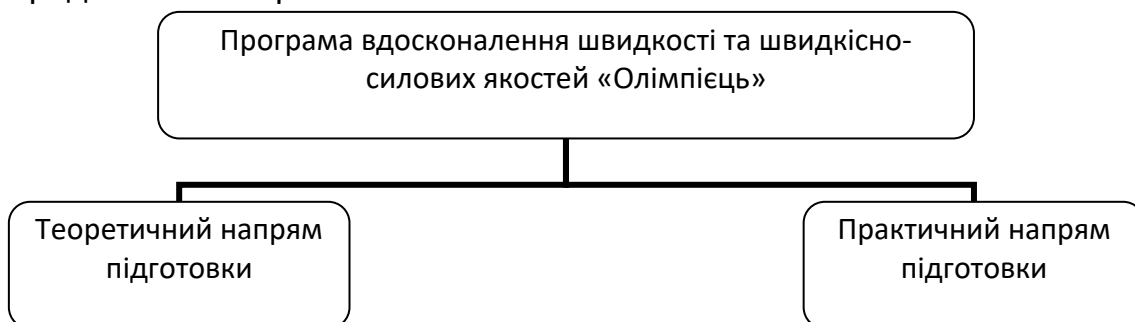 Програма вдосконалення швидкості та швидкісно-
силових якостей «Олімпієць»
Теоретичний напрям
підготовки
Практичний напрям
підготовки